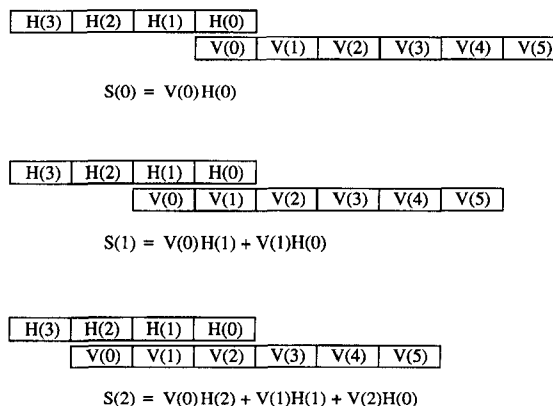 H(3) H(2) H(1) H(0)
V(0) V(1) V(2) V(3) V(4) V(5)
S(0) = V(0)H(0)
H(3) H(2) H(1) H(0)
V(0) V(1) V(2) V(3) V(4) V(5)
S(1) = V(0)H(1) + V(1)H(0)
H(3) H(2) H(1) H(0)
V(0) V(1) V(2) V(3) V(4) V(5)
S(2) = V(0)H(2) + V(1)H(1) + V(2)H(0)